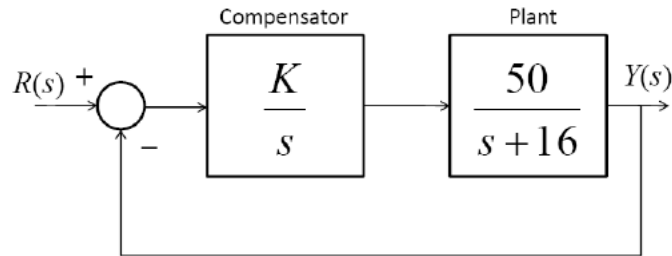 Compensator
Plant
R(s) +
K
s
50
s + 16
Y(s)
−